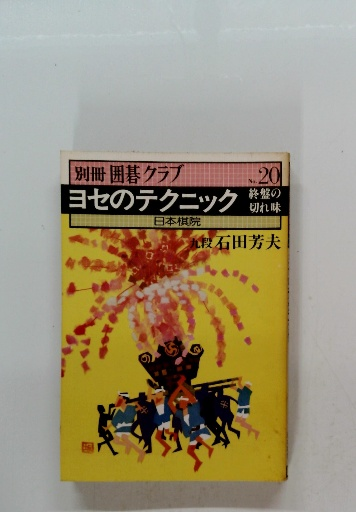 別冊 囲碁クラブ No.20
ヨセのテクニック 終盤の
切れ味
日本棋院
九段 石田芳夫